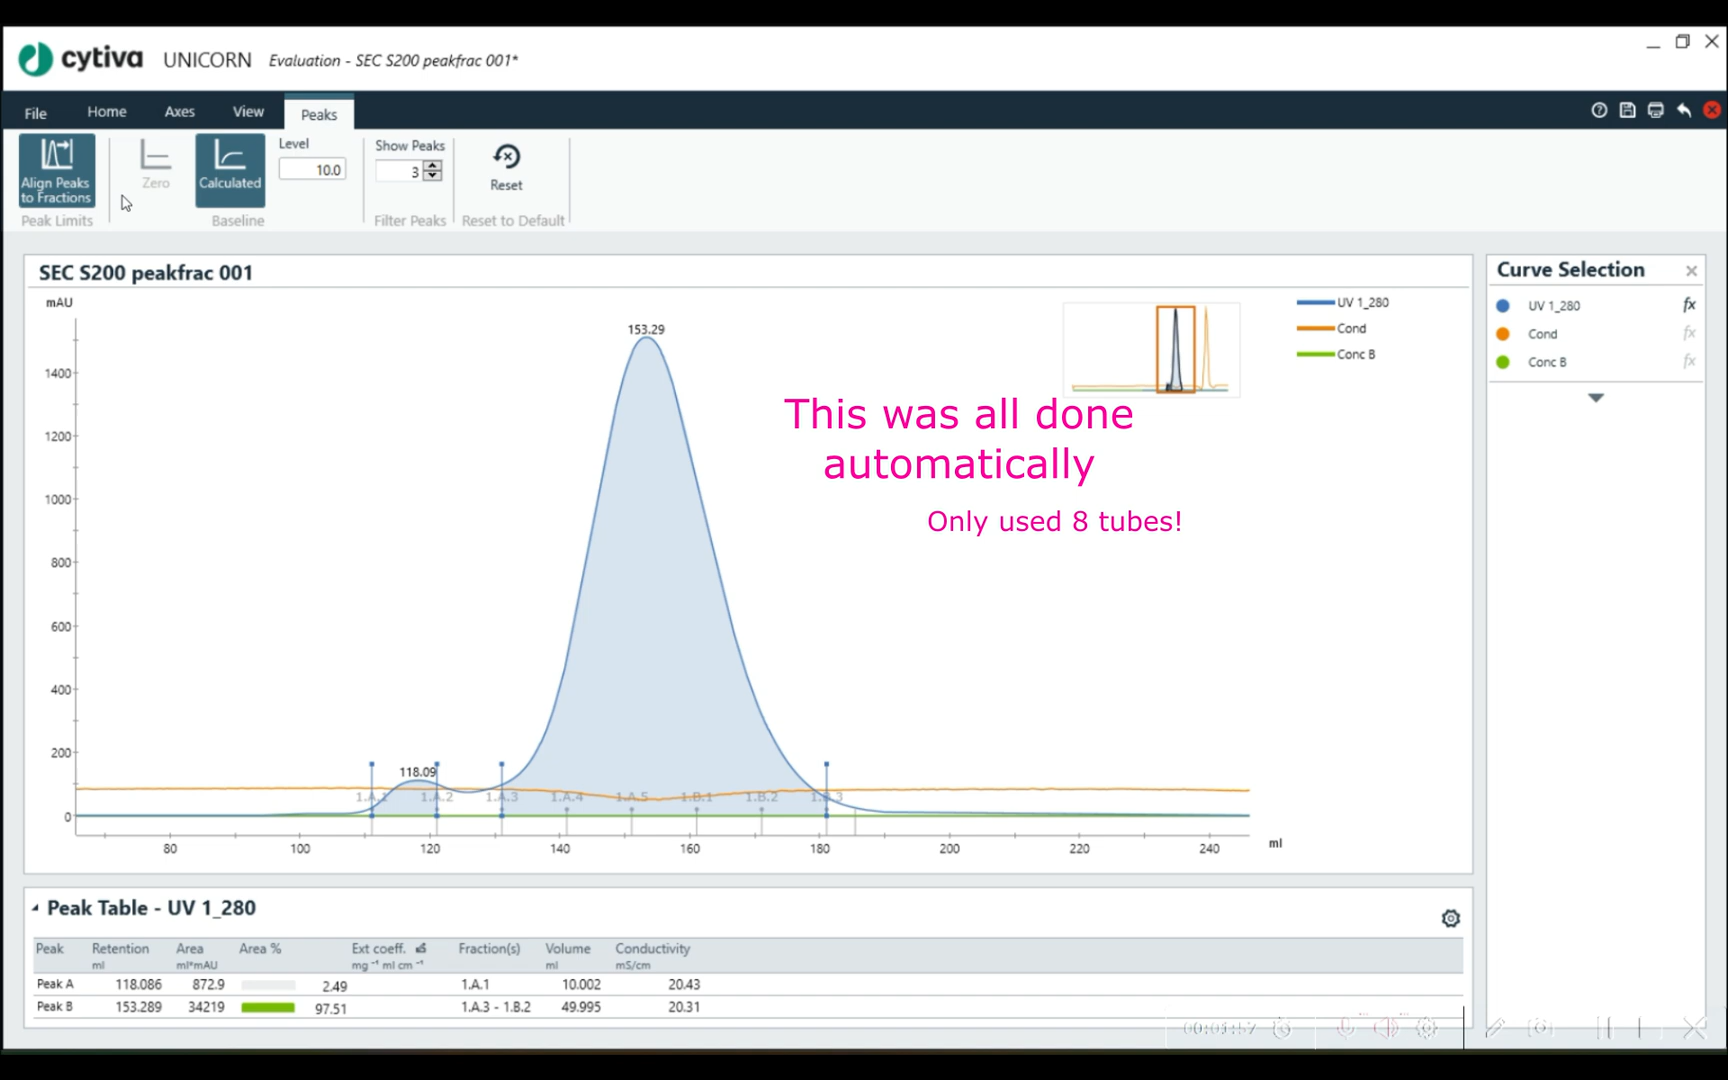 cytiva UNICORN Evaluation - SEC S200 peakfrac 001*
File Home Axes View Peaks
Align Peaks to Fractions
Peak Limits
Zero
Calculated
Baseline
Level
10.0
Show Peaks
3
Filter Peaks
Reset
Reset to Default
SEC S200 peakfrac 001
mAU
1400
1200
1000
800
600
400
200
0
153.29
118.09
1.A.1 1.A.2 1.A.3 1.A.4 1.A.5 1.B.1 1.B.2 1.B.3
80 100 120 140 160 180 200 220 240 ml
UV 1_280
Cond
Conc B
This was all done
automatically
Only used 8 tubes!
Curve Selection
UV 1_280 fx
Cond fx
Conc B fx
Peak Table - UV 1_280
Peak Retention Area Area % Ext coeff. Fraction(s) Volume Conductivity
ml ml*mAU mg⁻¹ ml cm⁻¹ ml mS/cm
Peak A 118.086 872.9 2.49 1.A.1 10.002 20.43
Peak B 153.289 34219 97.51 1.A.3 - 1.B.2 49.995 20.31